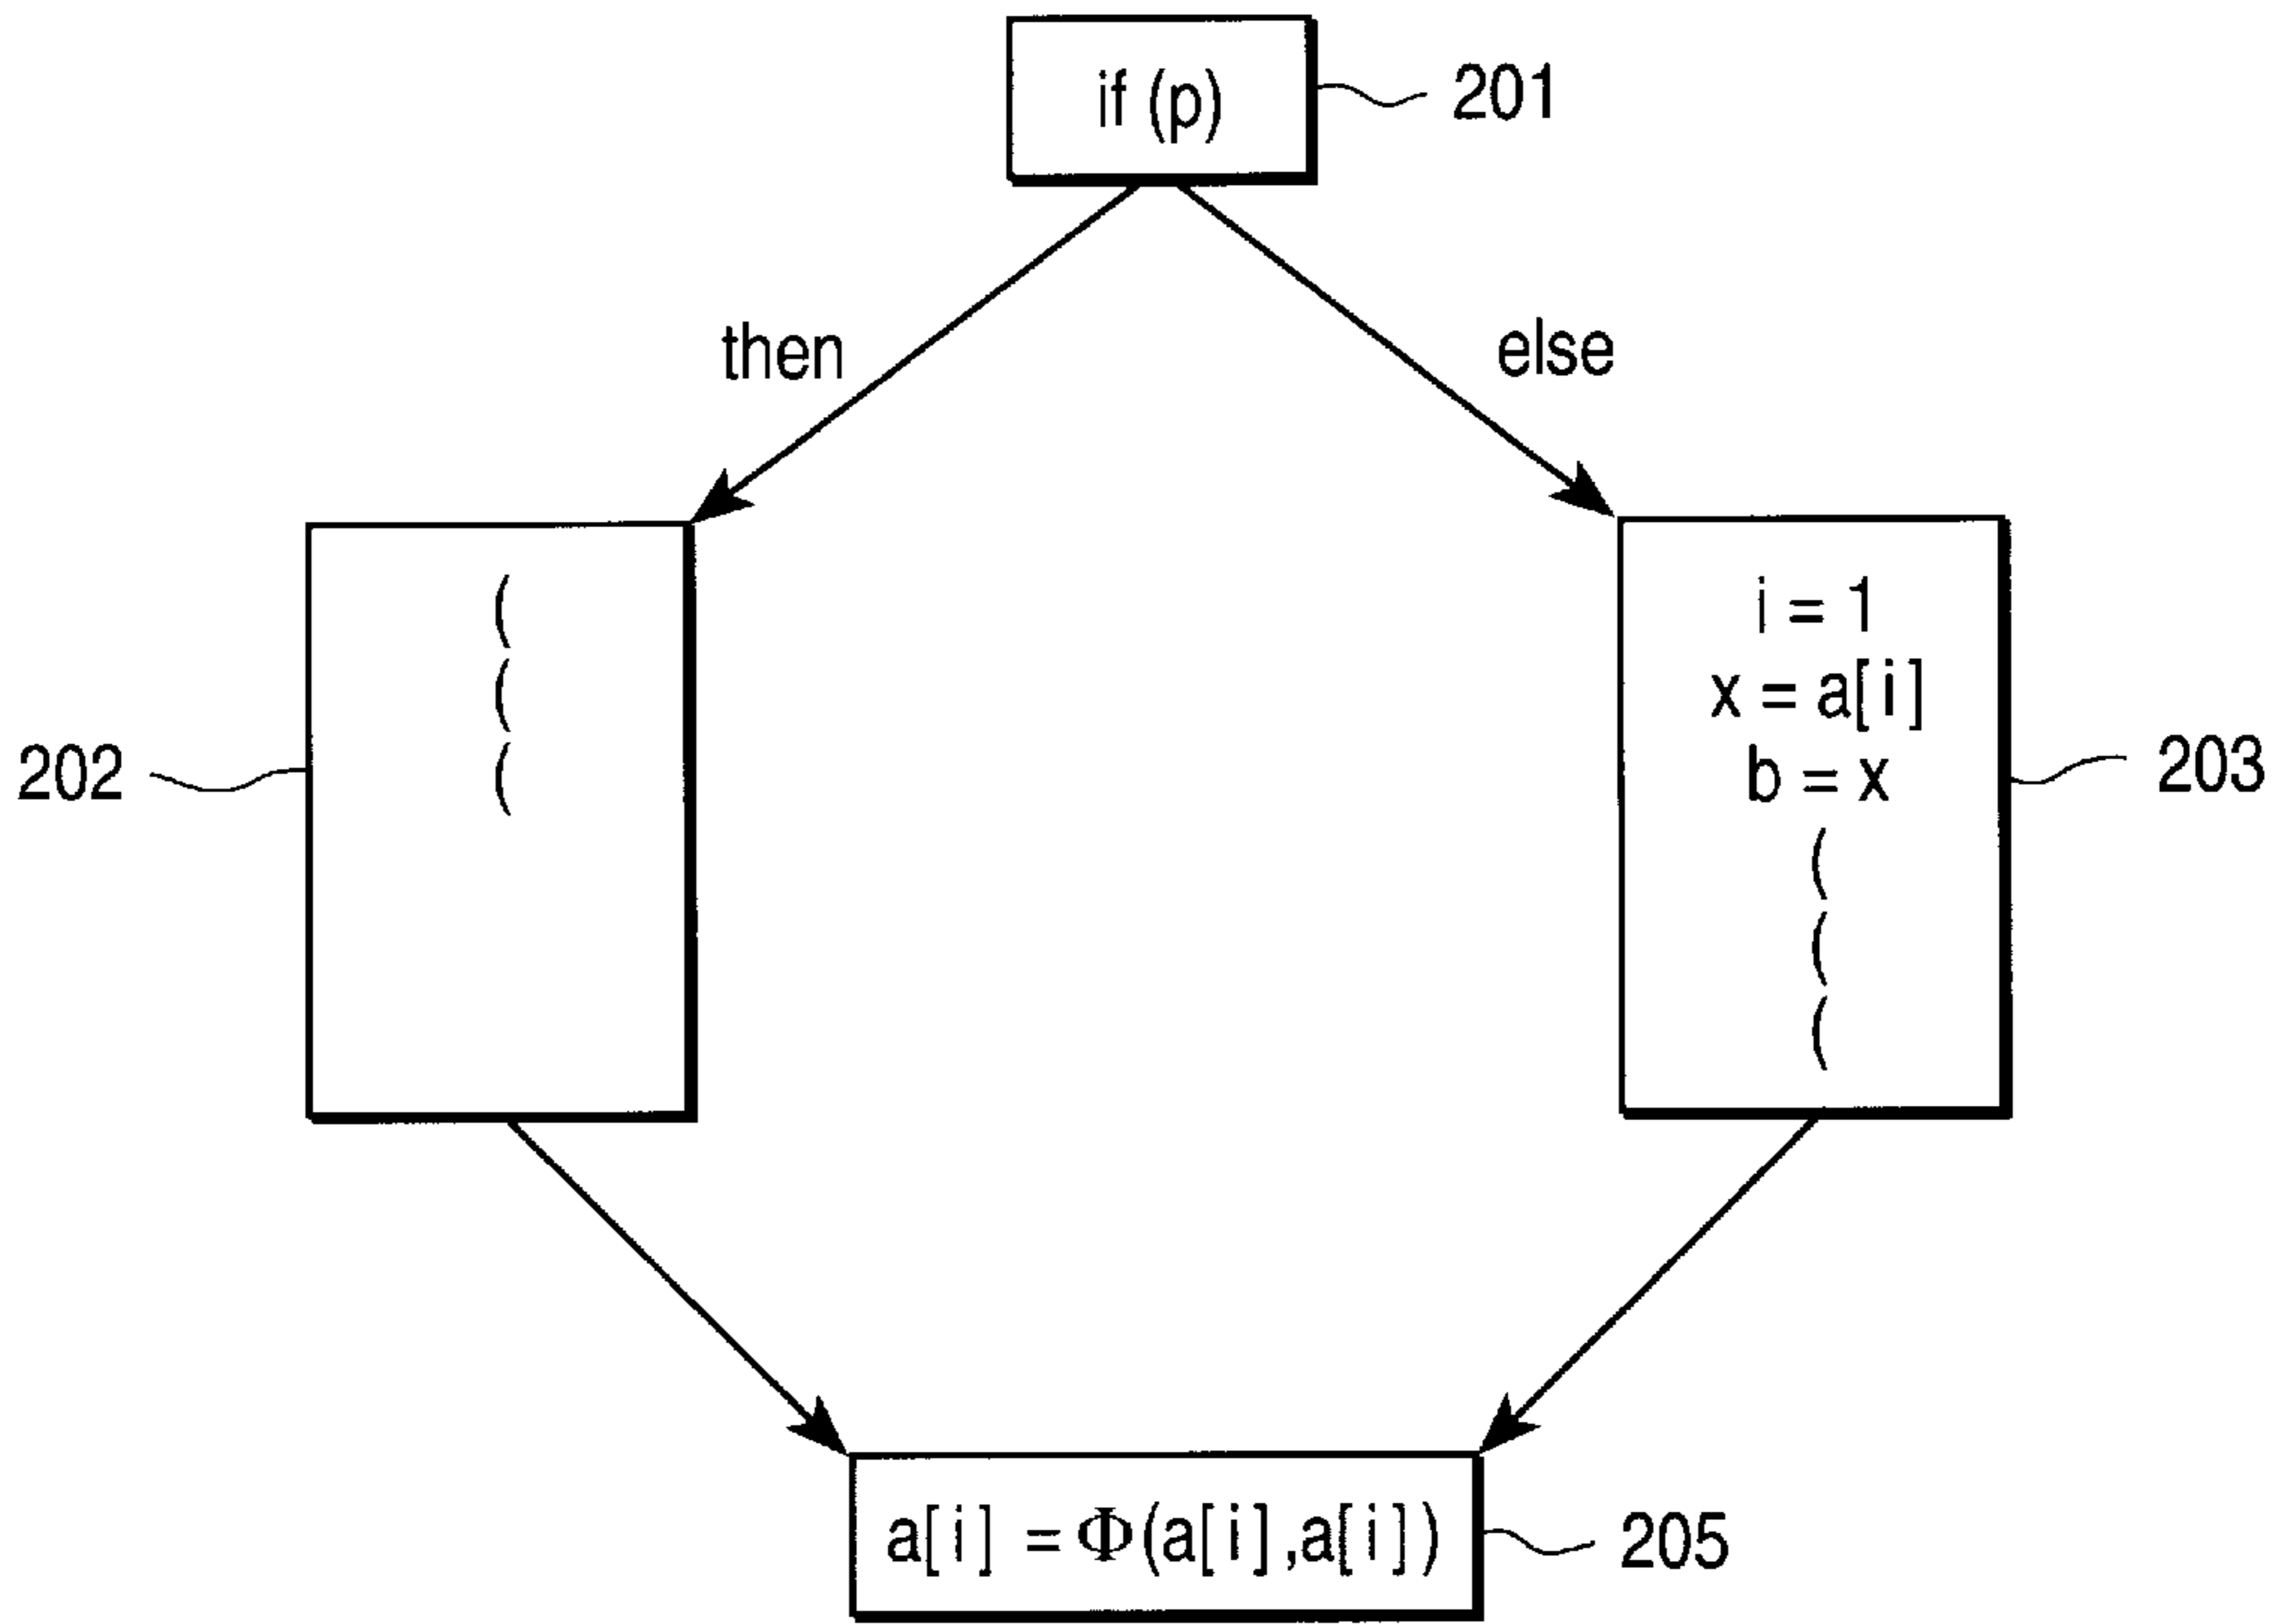 if (p)
201
then
else
(
(
(
202
i = 1
x = a[i]
b = x
(
(
(
203
a[i] = Φ(a[i],a[i])
205